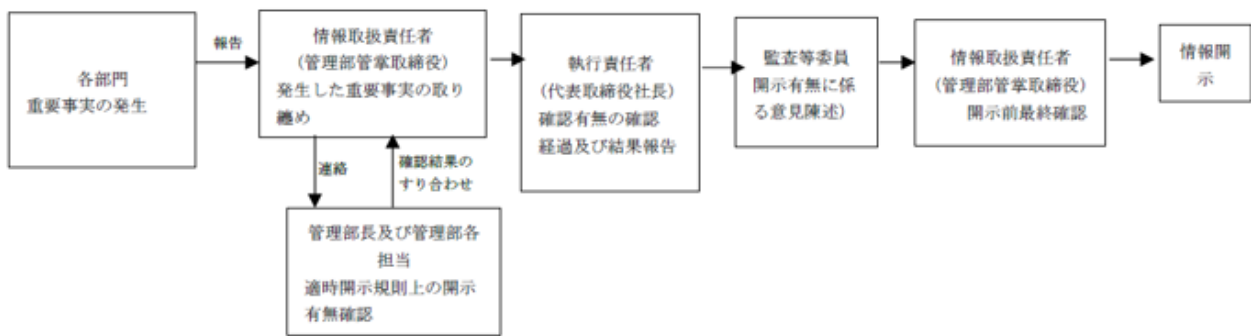 各部門
重要事実の発生
報告
情報取扱責任者
(管理部管掌取締役)
発生した重要事実の取り
纏め
連絡
確認結果の
すり合わせ
管理部長及び管理部各
担当
適時開示規則上の開示
有無確認
執行責任者
(代表取締役社長)
確認有無の確認
経過及び結果報告
監査等委員
開示有無に係
る意見陳述)
情報取扱責任者
(管理部管掌取締役)
開示前最終確認
情報開
示